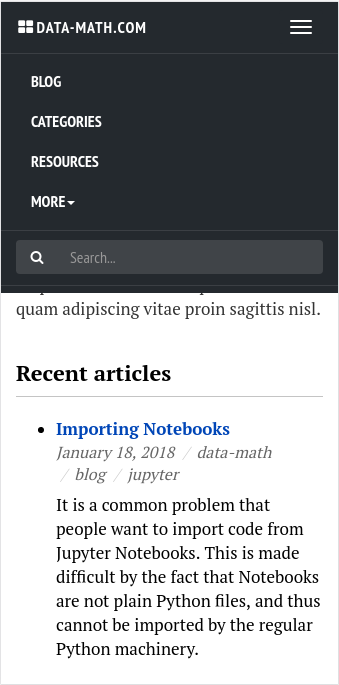 DATA-MATH.COM
BLOG
CATEGORIES
RESOURCES
MORE
Search...
quam adipiscing vitae proin sagittis nisl.
Recent articles
Importing Notebooks
January 18, 2018 / data-math
/ blog / jupyter
It is a common problem that
people want to import code from
Jupyter Notebooks. This is made
difficult by the fact that Notebooks
are not plain Python files, and thus
cannot be imported by the regular
Python machinery.